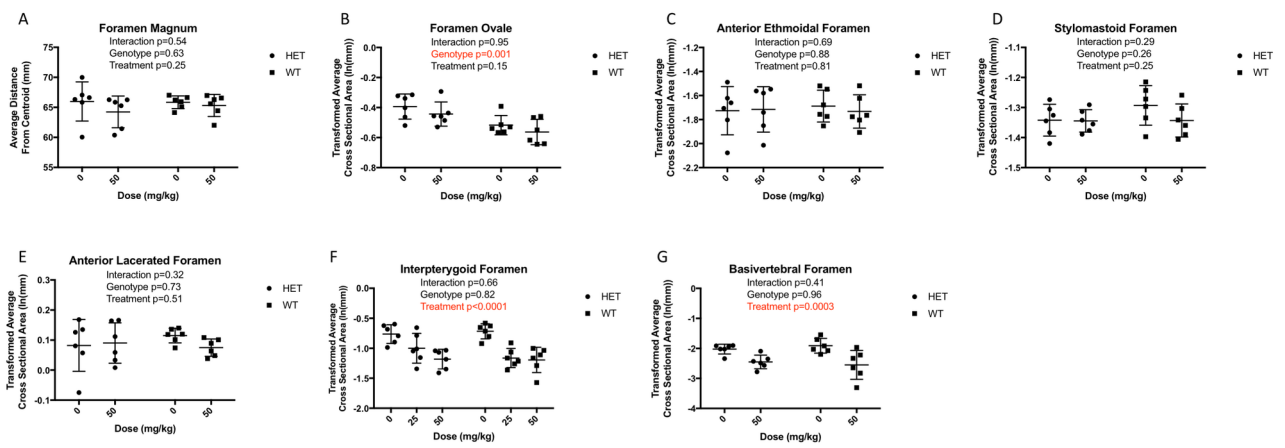 A
Foramen Magnum
Interaction p=0.54
Genotype p=0.63
Treatment p=0.25
HET
WT
Average Distance
From Centroid (mm)
75
70
65
60
55
0
50
0
50
Dose (mg/kg)
B
Foramen Ovale
Interaction p=0.95
Genotype p=0.001
Treatment p=0.15
HET
WT
Transformed Average
Cross Sectional Area (ln(mm))
0.0
-0.2
-0.4
-0.6
-0.8
0
50
0
50
Dose (mg/kg)
C
Anterior Ethmoidal Foramen
Interaction p=0.69
Genotype p=0.88
Treatment p=0.81
HET
WT
Transformed Average
Cross Sectional Area (ln(mm))
-1.2
-1.4
-1.6
-1.8
-2.0
-2.2
0
50
0
50
Dose (mg/kg)
D
Stylomastoid Foramen
Interaction p=0.29
Genotype p=0.26
Treatment p=0.25
HET
WT
Transformed Average
Cross Sectional Area (ln(mm))
-1.1
-1.2
-1.3
-1.4
-1.5
0
50
0
50
Dose (mg/kg)
E
Anterior Lacerated Foramen
Interaction p=0.32
Genotype p=0.73
Treatment p=0.51
HET
WT
Transformed Average
Cross Sectional Area (ln(mm))
0.3
0.2
0.1
0.0
-0.1
0
50
0
50
Dose (mg/kg)
F
Interpterygoid Foramen
Interaction p=0.66
Genotype p=0.82
Treatment p<0.0001
HET
WT
Transformed Average
Cross Sectional Area (ln(mm))
0.0
-0.5
-1.0
-1.5
-2.0
0
25
50
0
25
50
Dose (mg/kg)
G
Basivertebral Foramen
Interaction p=0.41
Genotype p=0.96
Treatment p=0.0003
HET
WT
Transformed Average
Cross Sectional Area (ln(mm))
0
-1
-2
-3
-4
0
50
0
50
Dose (mg/kg)